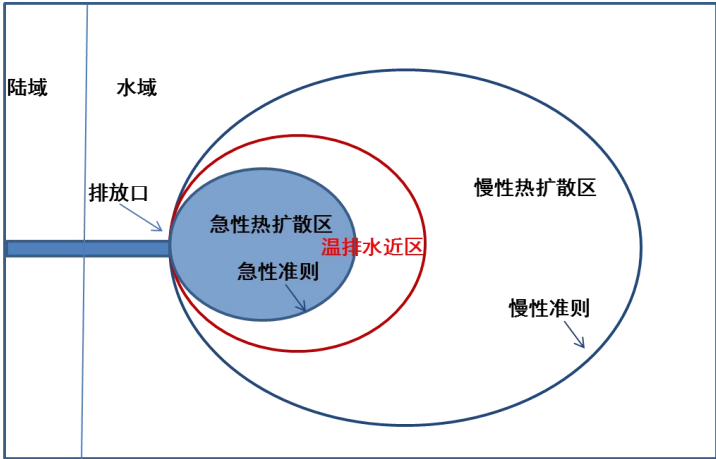 陆域
水域
排放口
慢性热扩散区
急性热扩散区
温排水近区
急性准则
慢性准则